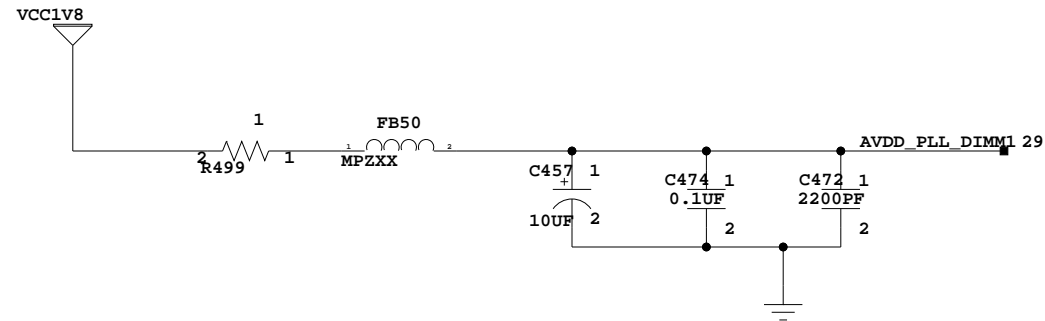 VCC1V8
1
2
R499
1
1
FB50
MPZXX
2
AVDD_PLL_DIMM1 29
C457 1
+
10UF 2
C474 1
0.1UF
2
C472 1
2200PF
2